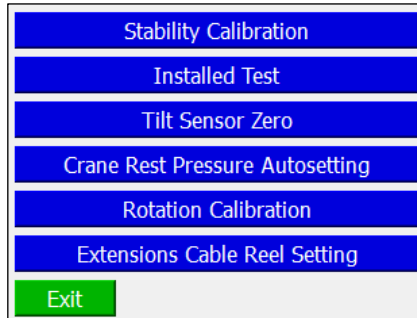 Stability Calibration
Installed Test
Tilt Sensor Zero
Crane Rest Pressure Autosetting
Rotation Calibration
Extensions Cable Reel Setting
Exit